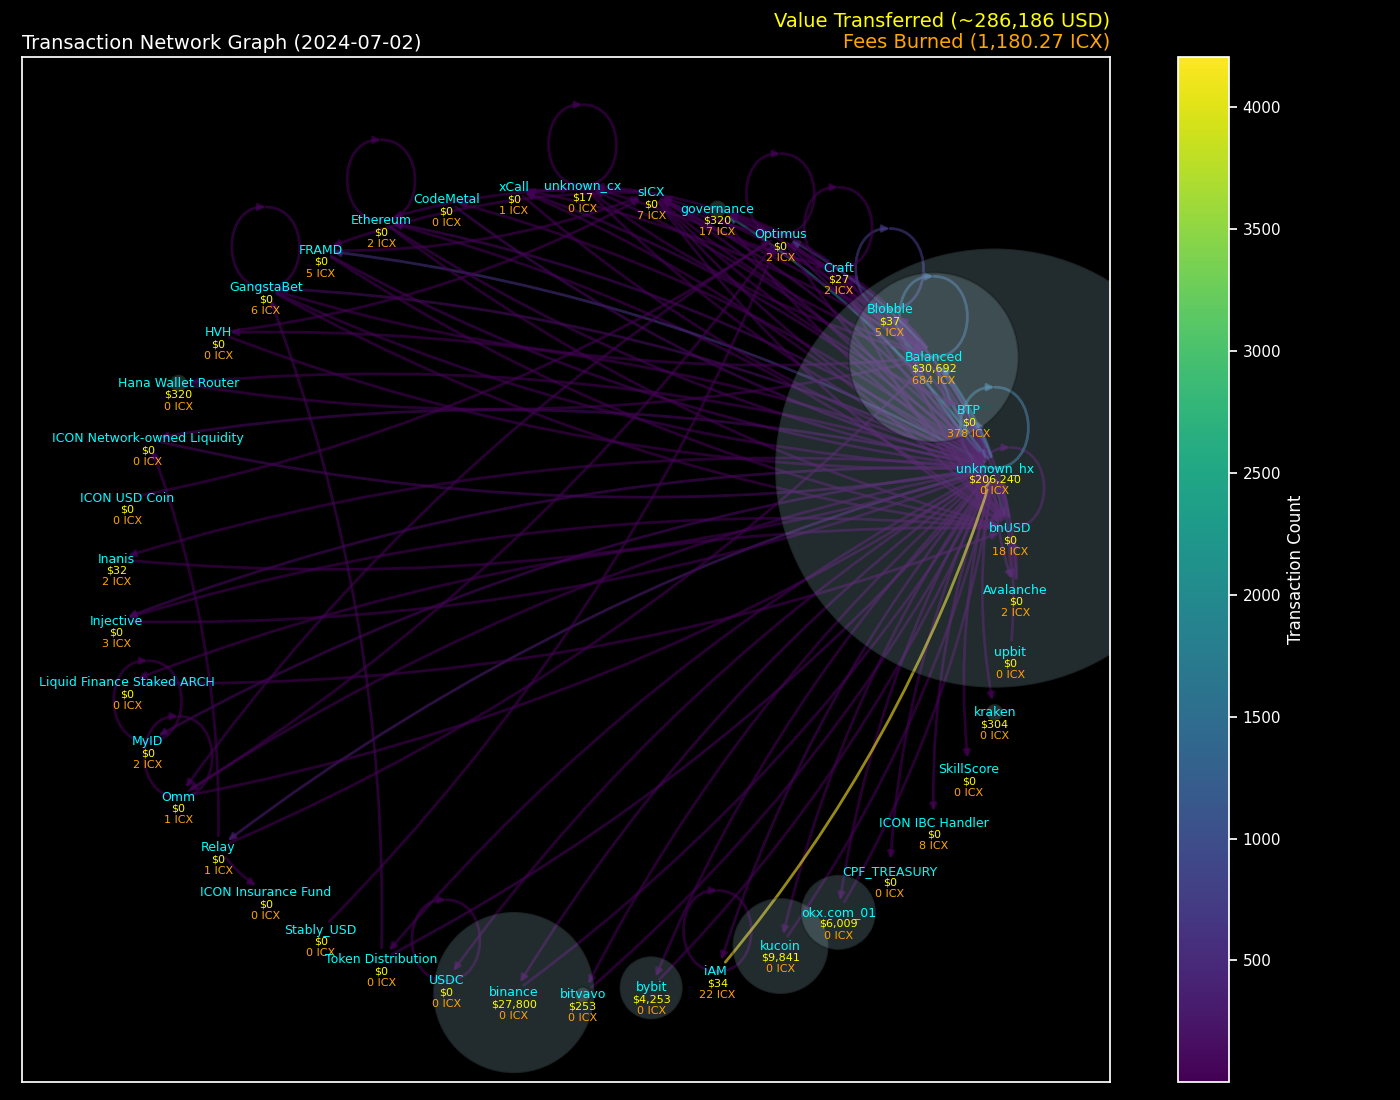 Value Transferred (~286,186 USD)
Transaction Network Graph (2024-07-02)
Fees Burned (1,180.27 ICX)
xCall
$0
1 ICX
unknown_cx
$17
0 ICX
sICX
$0
7 ICX
CodeMetal
$0
0 ICX
governance
$320
17 ICX
Ethereum
$0
2 ICX
Optimus
$0
2 ICX
FRAMD
$0
5 ICX
Craft
$27
2 ICX
GangstaBet
$0
6 ICX
Blobble
$37
5 ICX
HVH
$0
0 ICX
Balanced
$30,692
684 ICX
Hana Wallet Router
$320
0 ICX
BTP
$0
378 ICX
ICON Network-owned Liquidity
$0
0 ICX
unknown_hx
$206,240
0 ICX
ICON USD Coin
$0
0 ICX
bnUSD
$0
18 ICX
Inanis
$32
2 ICX
Avalanche
$0
2 ICX
Injective
$0
3 ICX
upbit
$0
0 ICX
Liquid Finance Staked ARCH
$0
0 ICX
kraken
$304
0 ICX
MyID
$0
2 ICX
SkillScore
$0
0 ICX
Omm
$0
1 ICX
ICON IBC Handler
$0
8 ICX
Relay
$0
1 ICX
CPF_TREASURY
$0
0 ICX
ICON Insurance Fund
$0
0 ICX
okx.com_01
$6,009
0 ICX
Stably_USD
$0
0 ICX
kucoin
$9,841
0 ICX
Token Distribution
$0
0 ICX
iAM
$34
22 ICX
USDC
$0
0 ICX
bybit
$4,253
0 ICX
binance
$27,800
0 ICX
bitvavo
$253
0 ICX
4000
3500
3000
2500
2000
1500
1000
500
Transaction Count